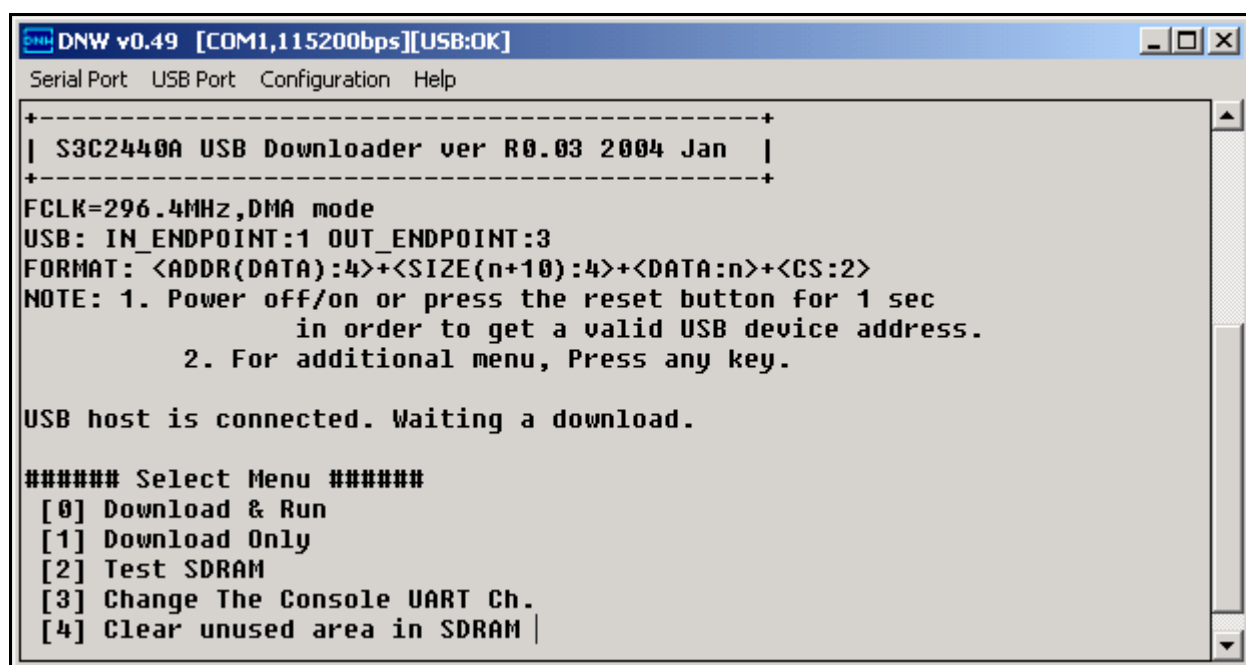 DNW DNW v0.49 [COM1,115200bps][USB:OK]
Serial Port USB Port Configuration Help
+---------------------------------------------+
| S3C2440A USB Downloader ver R0.03 2004 Jan |
+---------------------------------------------+
FCLK=296.4MHz,DMA mode
USB: IN_ENDPOINT:1 OUT_ENDPOINT:3
FORMAT: <ADDR(DATA):4>+<SIZE(n+10):4>+<DATA:n>+<CS:2>
NOTE: 1. Power off/on or press the reset button for 1 sec
in order to get a valid USB device address.
2. For additional menu, Press any key.
USB host is connected. Waiting a download.
###### Select Menu ######
[0] Download & Run
[1] Download Only
[2] Test SDRAM
[3] Change The Console UART Ch.
[4] Clear unused area in SDRAM